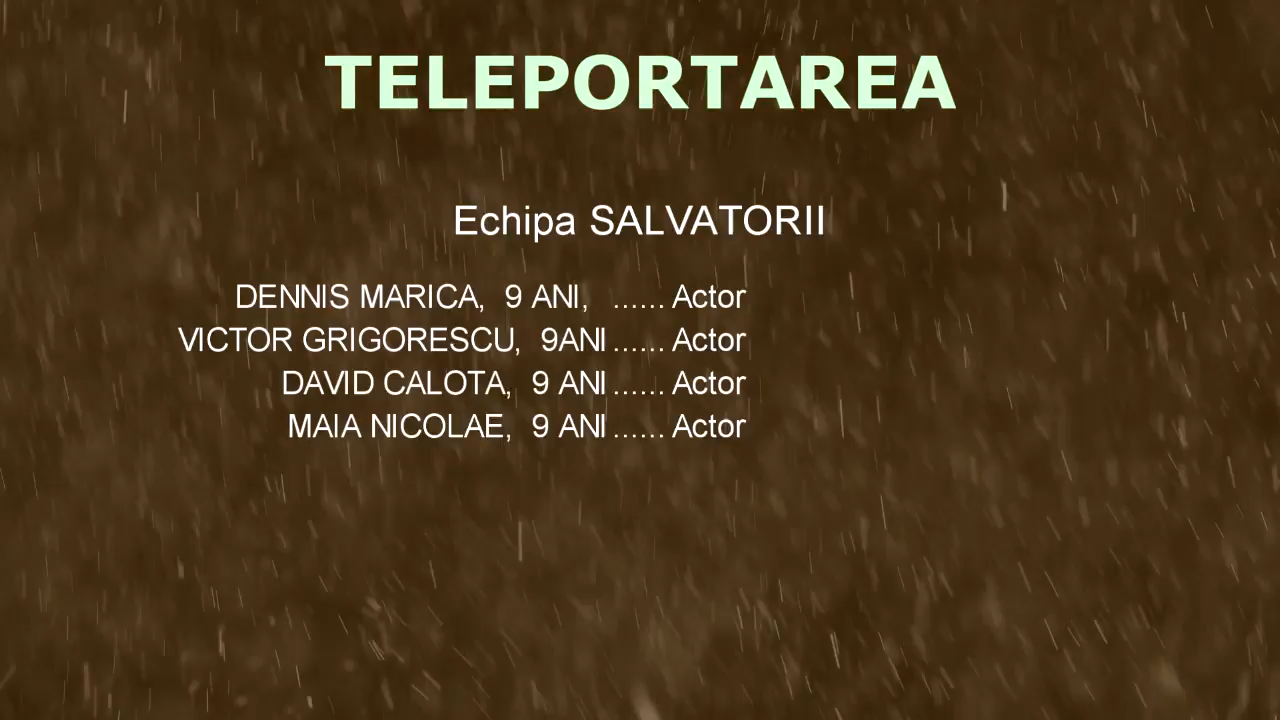 TELEPORTAREA
Echipa SALVATORII
DENNIS MARICA, 9 ANI, ...... Actor
VICTOR GRIGORESCU, 9ANI ...... Actor
DAVID CALOTA, 9 ANI ...... Actor
MAIA NICOLAE, 9 ANI ...... Actor